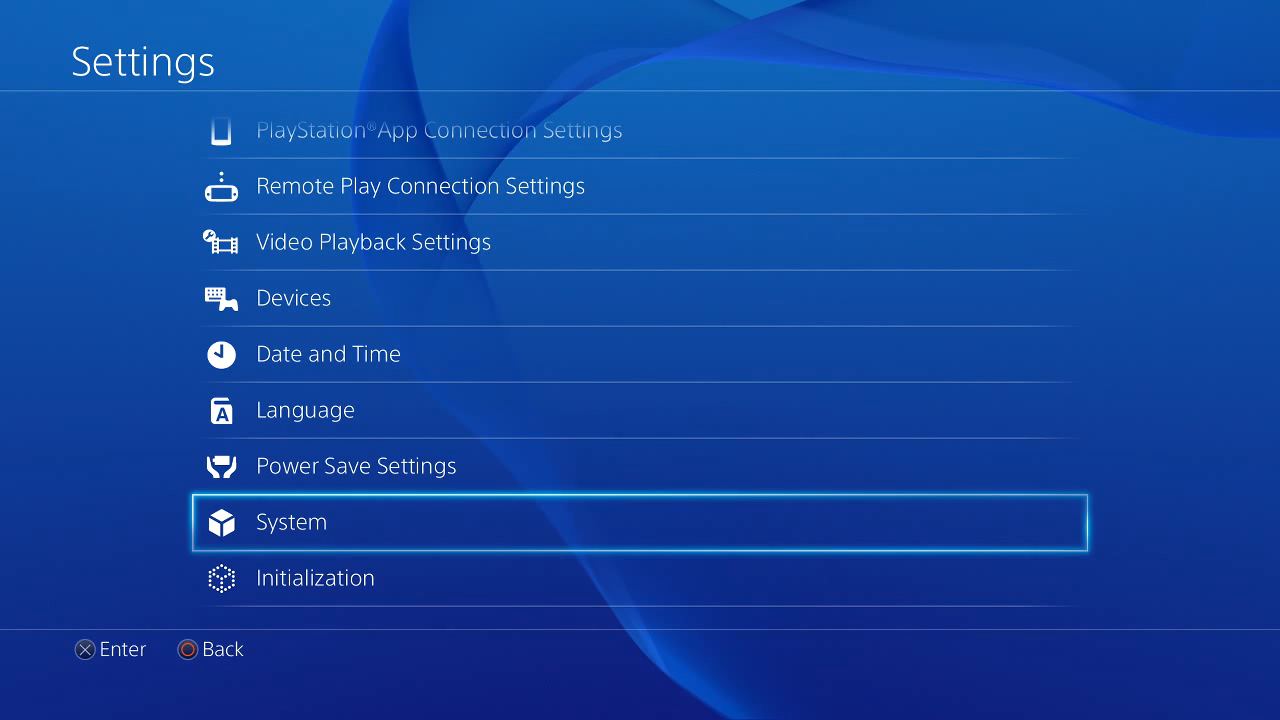 Settings
PlayStation®App Connection Settings
Remote Play Connection Settings
Video Playback Settings
Devices
Date and Time
Language
Power Save Settings
System
Initialization
Enter Back